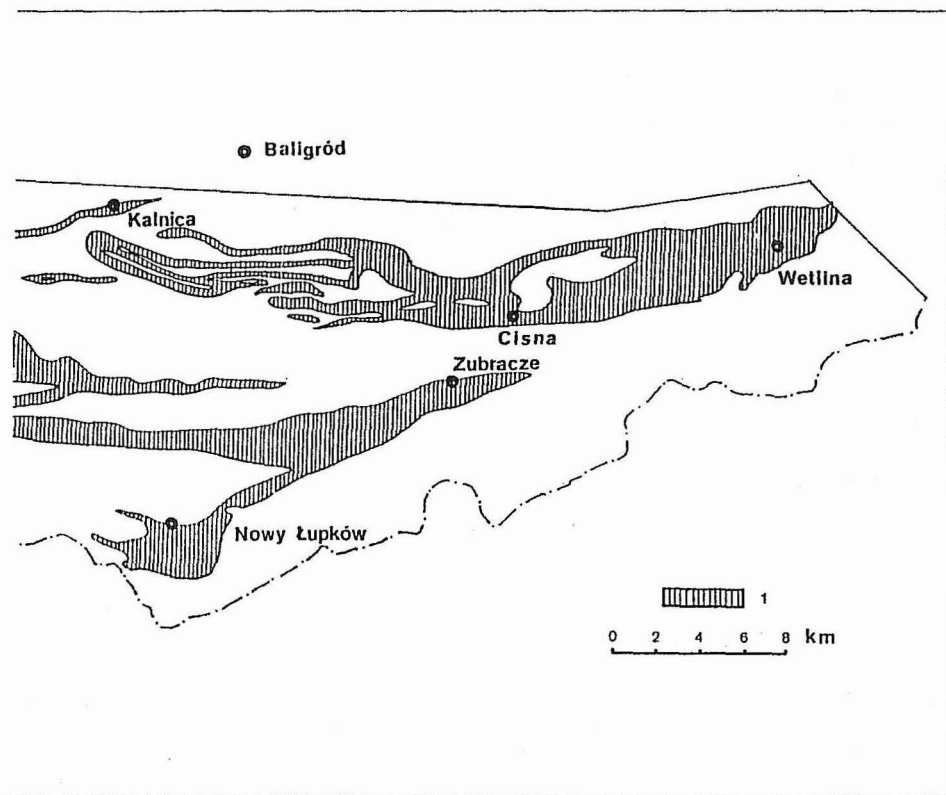 Baligród
Kalnica
Wetlina
Cisna
Zubracze
Nowy Łupków
1
0 2 4 6 8 km